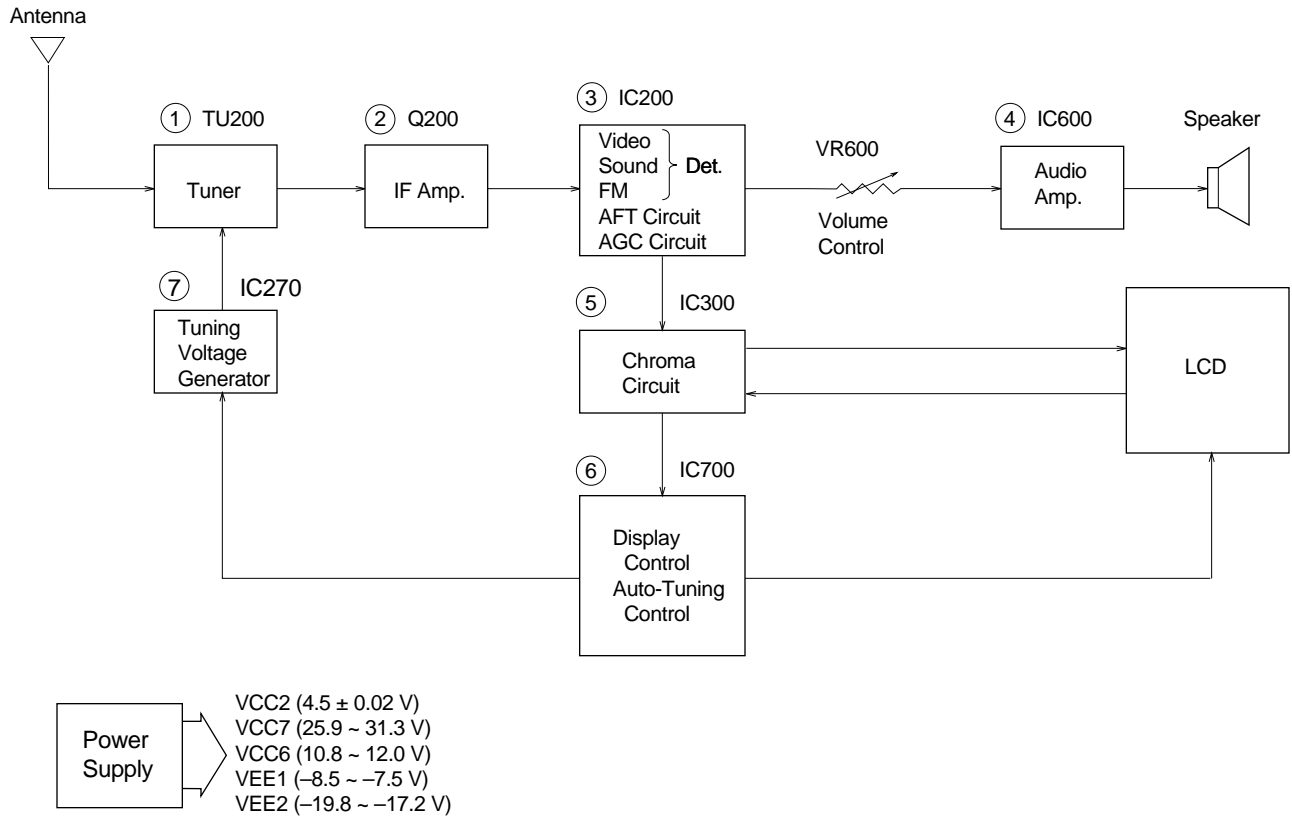 Antenna
1 TU200
Tuner
2 Q200
IF Amp.
3 IC200
Video
Sound
FM
Det.
AFT Circuit
AGC Circuit
VR600
Volume
Control
4 IC600
Audio
Amp.
Speaker
7 IC270
Tuning
Voltage
Generator
5 IC300
Chroma
Circuit
LCD
6 IC700
Display
Control
Auto-Tuning
Control
Power
Supply
VCC2 (4.5 ± 0.02 V)
VCC7 (25.9 ~ 31.3 V)
VCC6 (10.8 ~ 12.0 V)
VEE1 (–8.5 ~ –7.5 V)
VEE2 (–19.8 ~ –17.2 V)